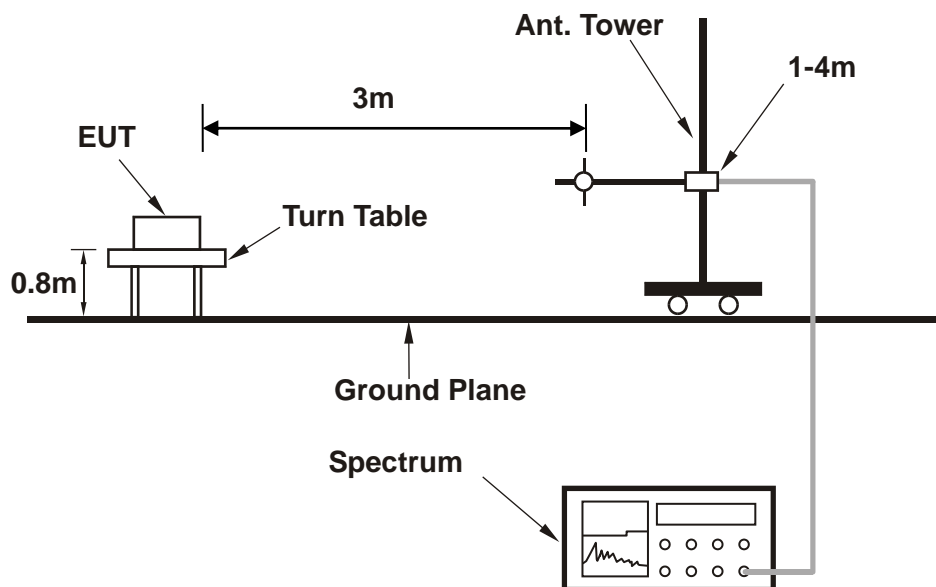 Ant. Tower
1-4m
3m
EUT
Turn Table
0.8m
Ground Plane
Spectrum